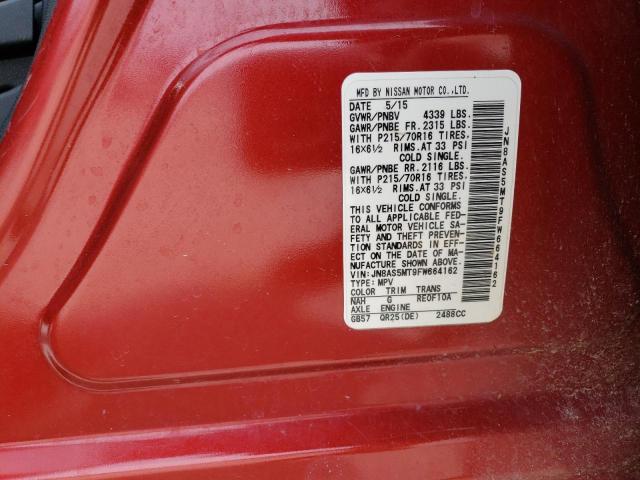 MFD BY NISSAN MOTOR CO.,LTD.
DATE 5/15
GVWR/PNBV 4339 LBS.
GAWR/PNBE FR. 2315 LBS.
WITH P215/70R16 TIRES.
16X6½ RIMS.AT 33 PSI
COLD SINGLE.
GAWR/PNBE RR. 2116 LBS.
WITH P215/70R16 TIRES.
16X6½ RIMS.AT 33 PSI
COLD SINGLE.
THIS VEHICLE CONFORMS
TO ALL APPLICABLE FED-
ERAL MOTOR VEHICLE SA-
FETY AND THEFT PREVEN-
TION STANDARDS IN EFF-
ECT ON THE DATE OF MA-
NUFACTURE SHOWN ABOVE.
VIN:JN8AS5MT9FW664162
TYPE:MPV
COLOR TRIM TRANS
NAH G RE0F10A
AXLE ENGINE
GB57 QR25(DE) 2488CC
JN8AS5MT9FW664162